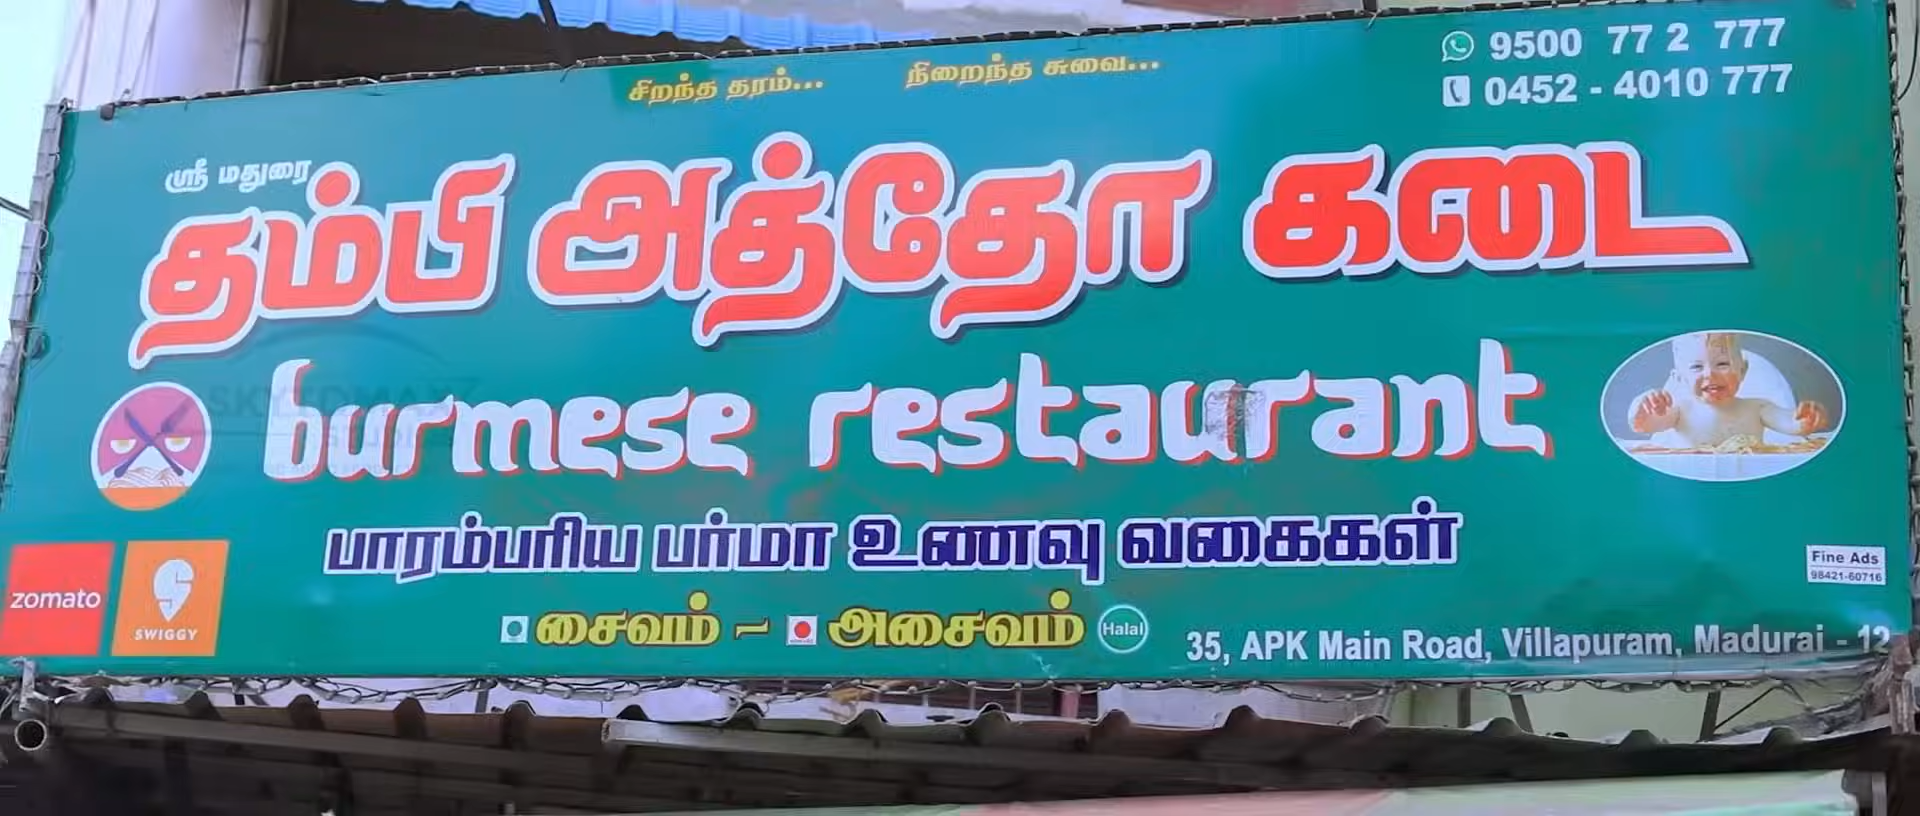 சிறந்த தரம்... நிறைந்த சுவை...
9500 77 2 777
0452 - 4010 777
ஸ்ரீ மதுரை
தம்பி அத்தோ கடை
burmese restaurant
பாரம்பரிய பர்மா உணவு வகைகள்
zomato
SWIGGY
சைவம் ~ அசைவம் Halal
35, APK Main Road, Villapuram, Madurai - 12
Fine Ads
98421-60716